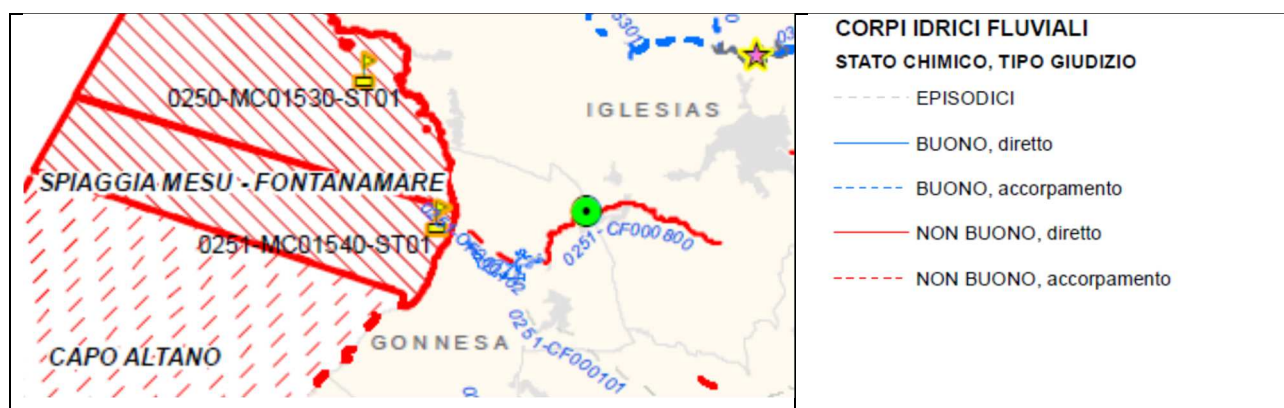 0250-MC01530-ST01
IGLESIAS
SPIAGGIA MESU - FONTANAMARE
0251-MC01540-ST01
0251-CF000800
GONNESA
0251-CF000101
CAPO ALTANO
CORPI IDRICI FLUVIALI
STATO CHIMICO, TIPO GIUDIZIO
EPISODICI
BUONO, diretto
BUONO, accorpamento
NON BUONO, diretto
NON BUONO, accorpamento